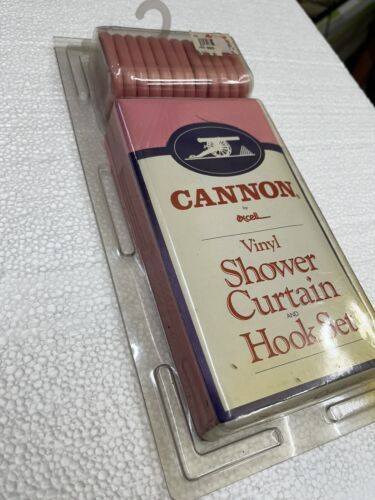 CANNON
by
excell
Vinyl
Shower
Curtain
AND
Hook Set